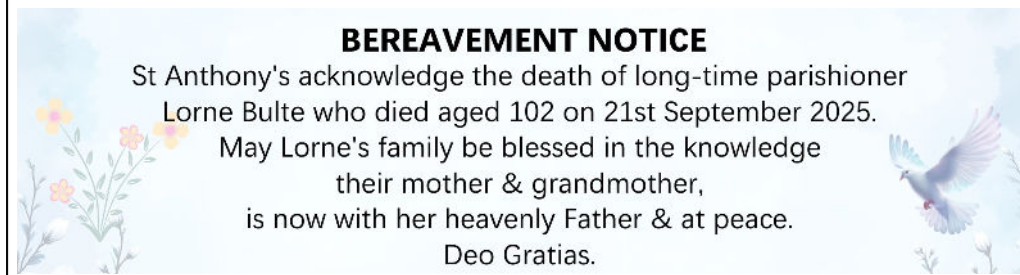 BEREAVEMENT NOTICE
St Anthony's acknowledge the death of long-time parishioner
Lorne Bulte who died aged 102 on 21st September 2025.
May Lorne's family be blessed in the knowledge
their mother & grandmother,
is now with her heavenly Father & at peace.
Deo Gratias.